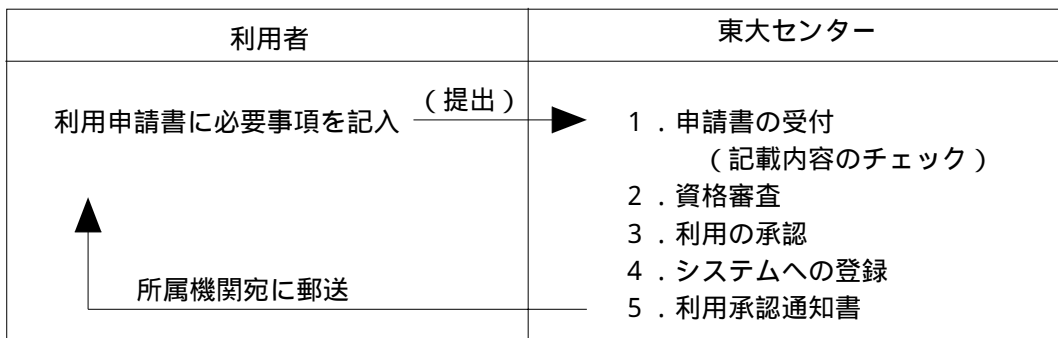 利用者
東大センター
利用申請書に必要事項を記入
(提出)
1．申請書の受付
(記載内容のチェック)
2．資格審査
3．利用の承認
4．システムへの登録
5．利用承認通知書
所属機関宛に郵送